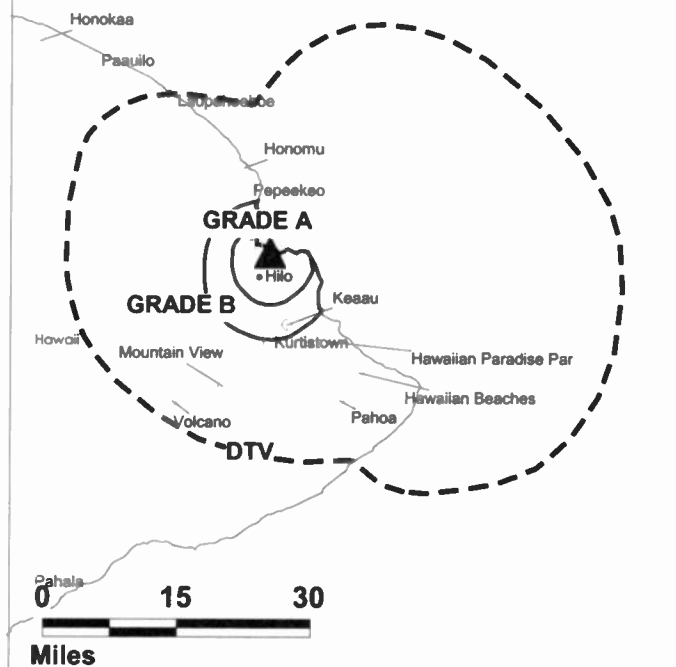 Honokaa
Paauilo
Laupahoehoe
Honomu
Pepeekeo
GRADE A
Hilo
Keaau
GRADE B
Hawaii
Kurtistown
Mountain View
Hawaiian Paradise Par
Hawaiian Beaches
Volcano
Pahoa
DTV
Pahala
0 15 30
Miles